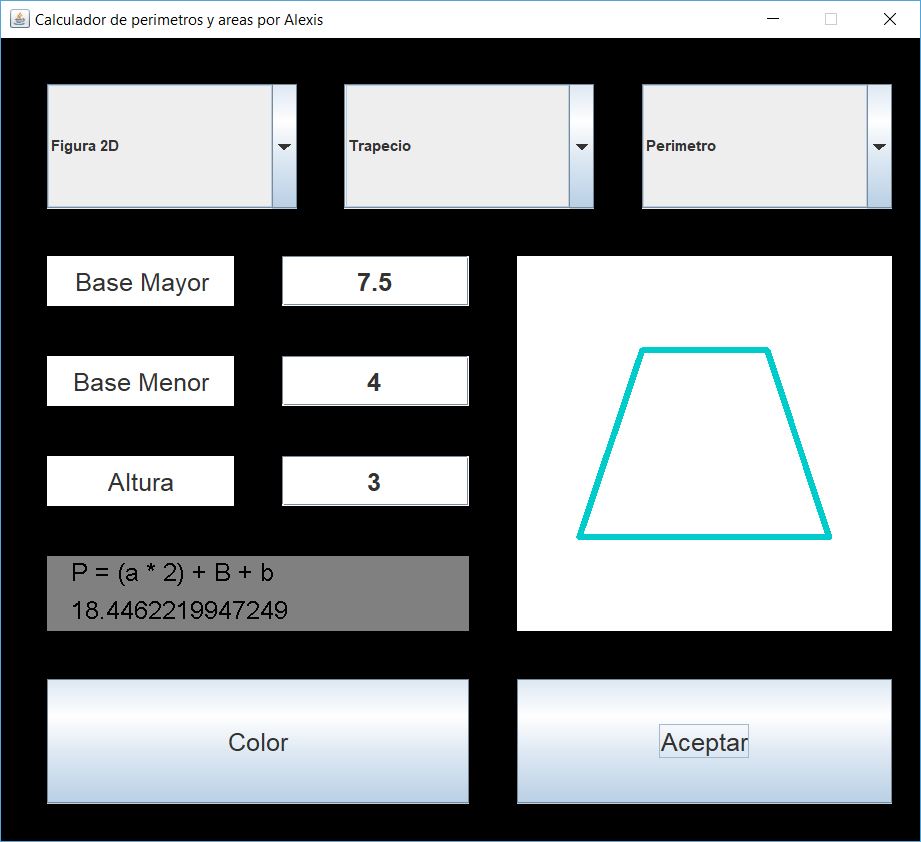 Calculador de perimetros y areas por Alexis
Figura 2D
Trapecio
Perimetro
Base Mayor
7.5
Base Menor
4
Altura
3
P = (a * 2) + B + b
18.4462219947249
Color
Aceptar